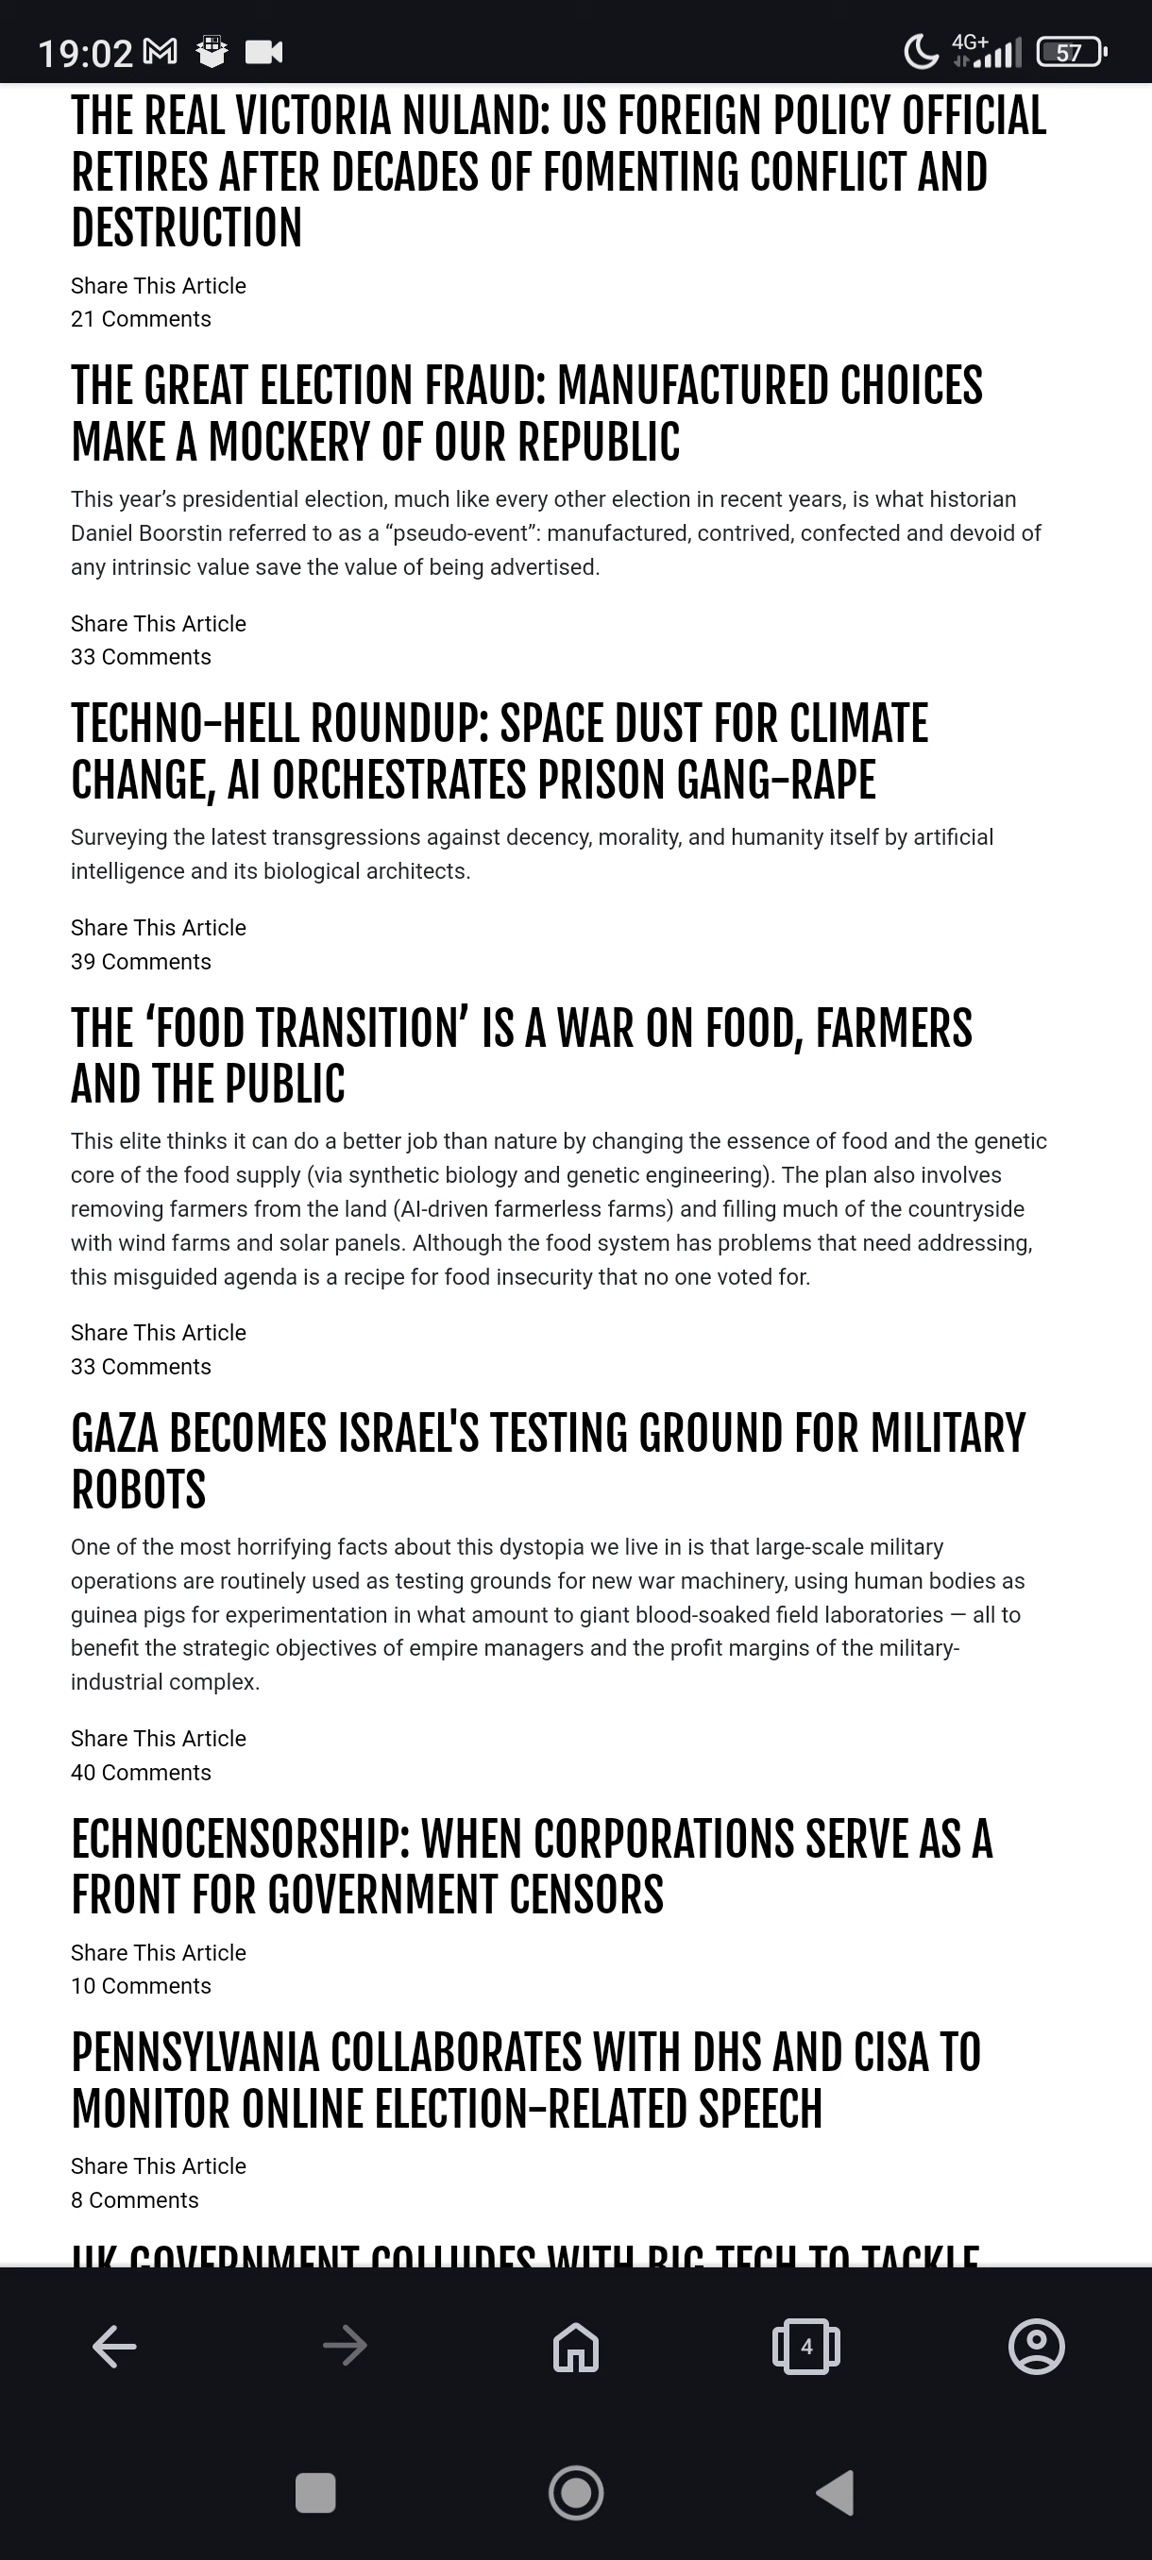 19:02
4G+
57
THE REAL VICTORIA NULAND: US FOREIGN POLICY OFFICIAL
RETIRES AFTER DECADES OF FOMENTING CONFLICT AND
DESTRUCTION
Share This Article
21 Comments
THE GREAT ELECTION FRAUD: MANUFACTURED CHOICES
MAKE A MOCKERY OF OUR REPUBLIC
This year’s presidential election, much like every other election in recent years, is what historian
Daniel Boorstin referred to as a “pseudo-event”: manufactured, contrived, confected and devoid of
any intrinsic value save the value of being advertised.
Share This Article
33 Comments
TECHNO-HELL ROUNDUP: SPACE DUST FOR CLIMATE
CHANGE, AI ORCHESTRATES PRISON GANG-RAPE
Surveying the latest transgressions against decency, morality, and humanity itself by artificial
intelligence and its biological architects.
Share This Article
39 Comments
THE ‘FOOD TRANSITION’ IS A WAR ON FOOD, FARMERS
AND THE PUBLIC
This elite thinks it can do a better job than nature by changing the essence of food and the genetic
core of the food supply (via synthetic biology and genetic engineering). The plan also involves
removing farmers from the land (AI-driven farmerless farms) and filling much of the countryside
with wind farms and solar panels. Although the food system has problems that need addressing,
this misguided agenda is a recipe for food insecurity that no one voted for.
Share This Article
33 Comments
GAZA BECOMES ISRAEL'S TESTING GROUND FOR MILITARY
ROBOTS
One of the most horrifying facts about this dystopia we live in is that large-scale military
operations are routinely used as testing grounds for new war machinery, using human bodies as
guinea pigs for experimentation in what amount to giant blood-soaked field laboratories — all to
benefit the strategic objectives of empire managers and the profit margins of the military-
industrial complex.
Share This Article
40 Comments
ECHNOCENSORSHIP: WHEN CORPORATIONS SERVE AS A
FRONT FOR GOVERNMENT CENSORS
Share This Article
10 Comments
PENNSYLVANIA COLLABORATES WITH DHS AND CISA TO
MONITOR ONLINE ELECTION-RELATED SPEECH
Share This Article
8 Comments
UK GOVERNMENT COLLUDES WITH BIG TECH TO TACKLE
4